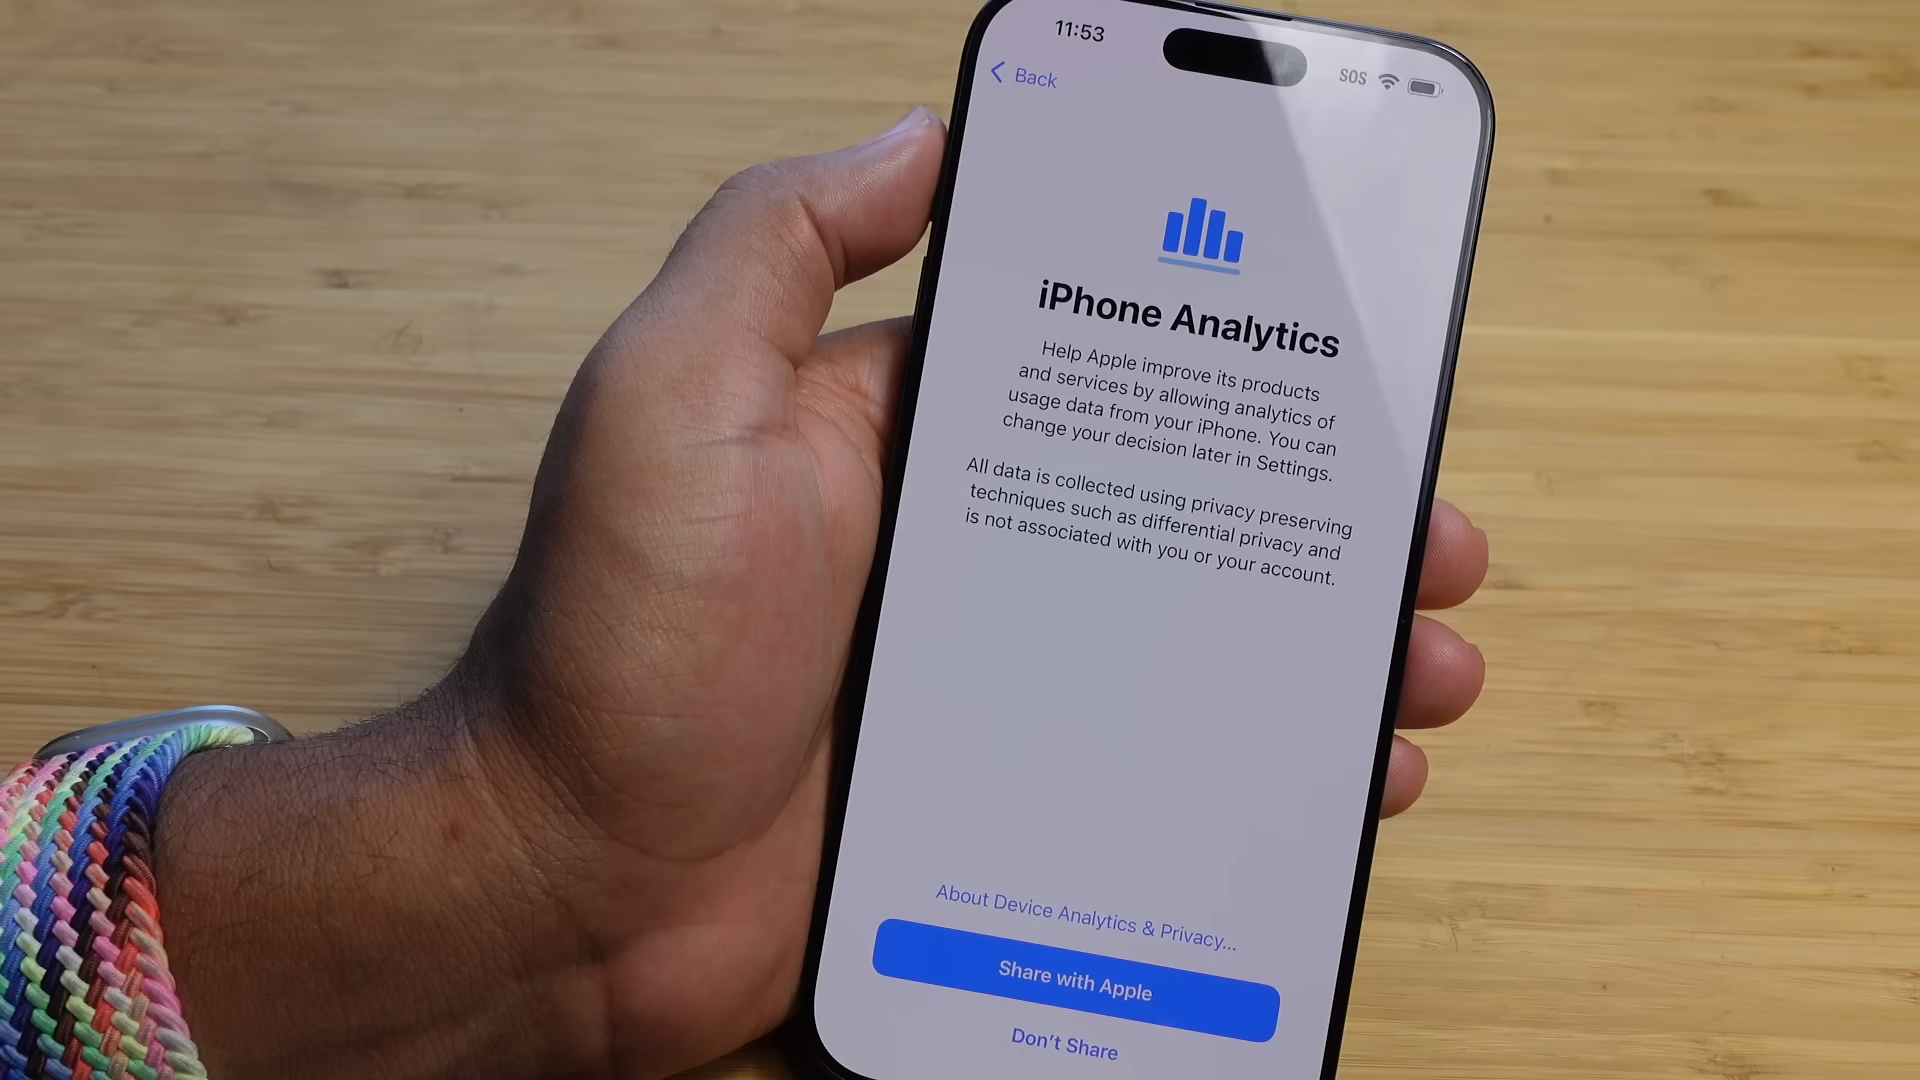 11:53
SOS
Back
iPhone Analytics
Help Apple improve its products
and services by allowing analytics of
usage data from your iPhone. You can
change your decision later in Settings.
All data is collected using privacy preserving
techniques such as differential privacy and
is not associated with you or your account.
About Device Analytics & Privacy...
Share with Apple
Don't Share